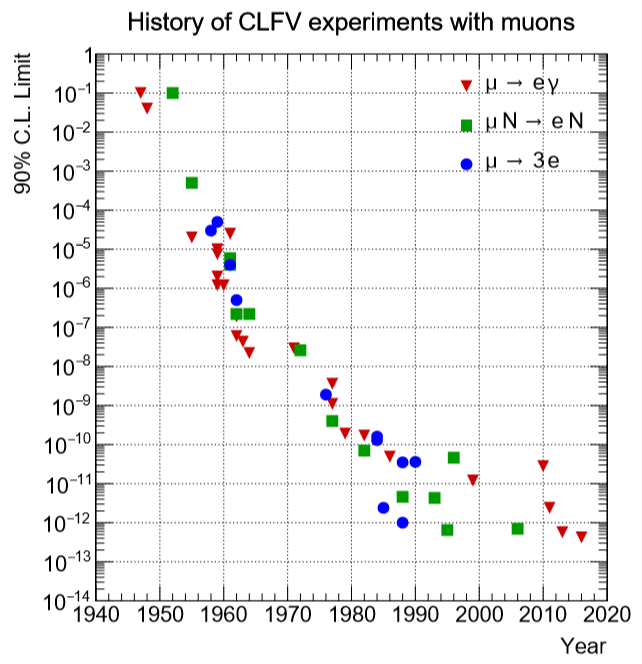 History of CLFV experiments with muons
90% C.L. Limit
1
10⁻¹
10⁻²
10⁻³
10⁻⁴
10⁻⁵
10⁻⁶
10⁻⁷
10⁻⁸
10⁻⁹
10⁻¹⁰
10⁻¹¹
10⁻¹²
10⁻¹³
10⁻¹⁴
μ → eγ
μ N → e N
μ → 3e
1940 1950 1960 1970 1980 1990 2000 2010 2020
Year